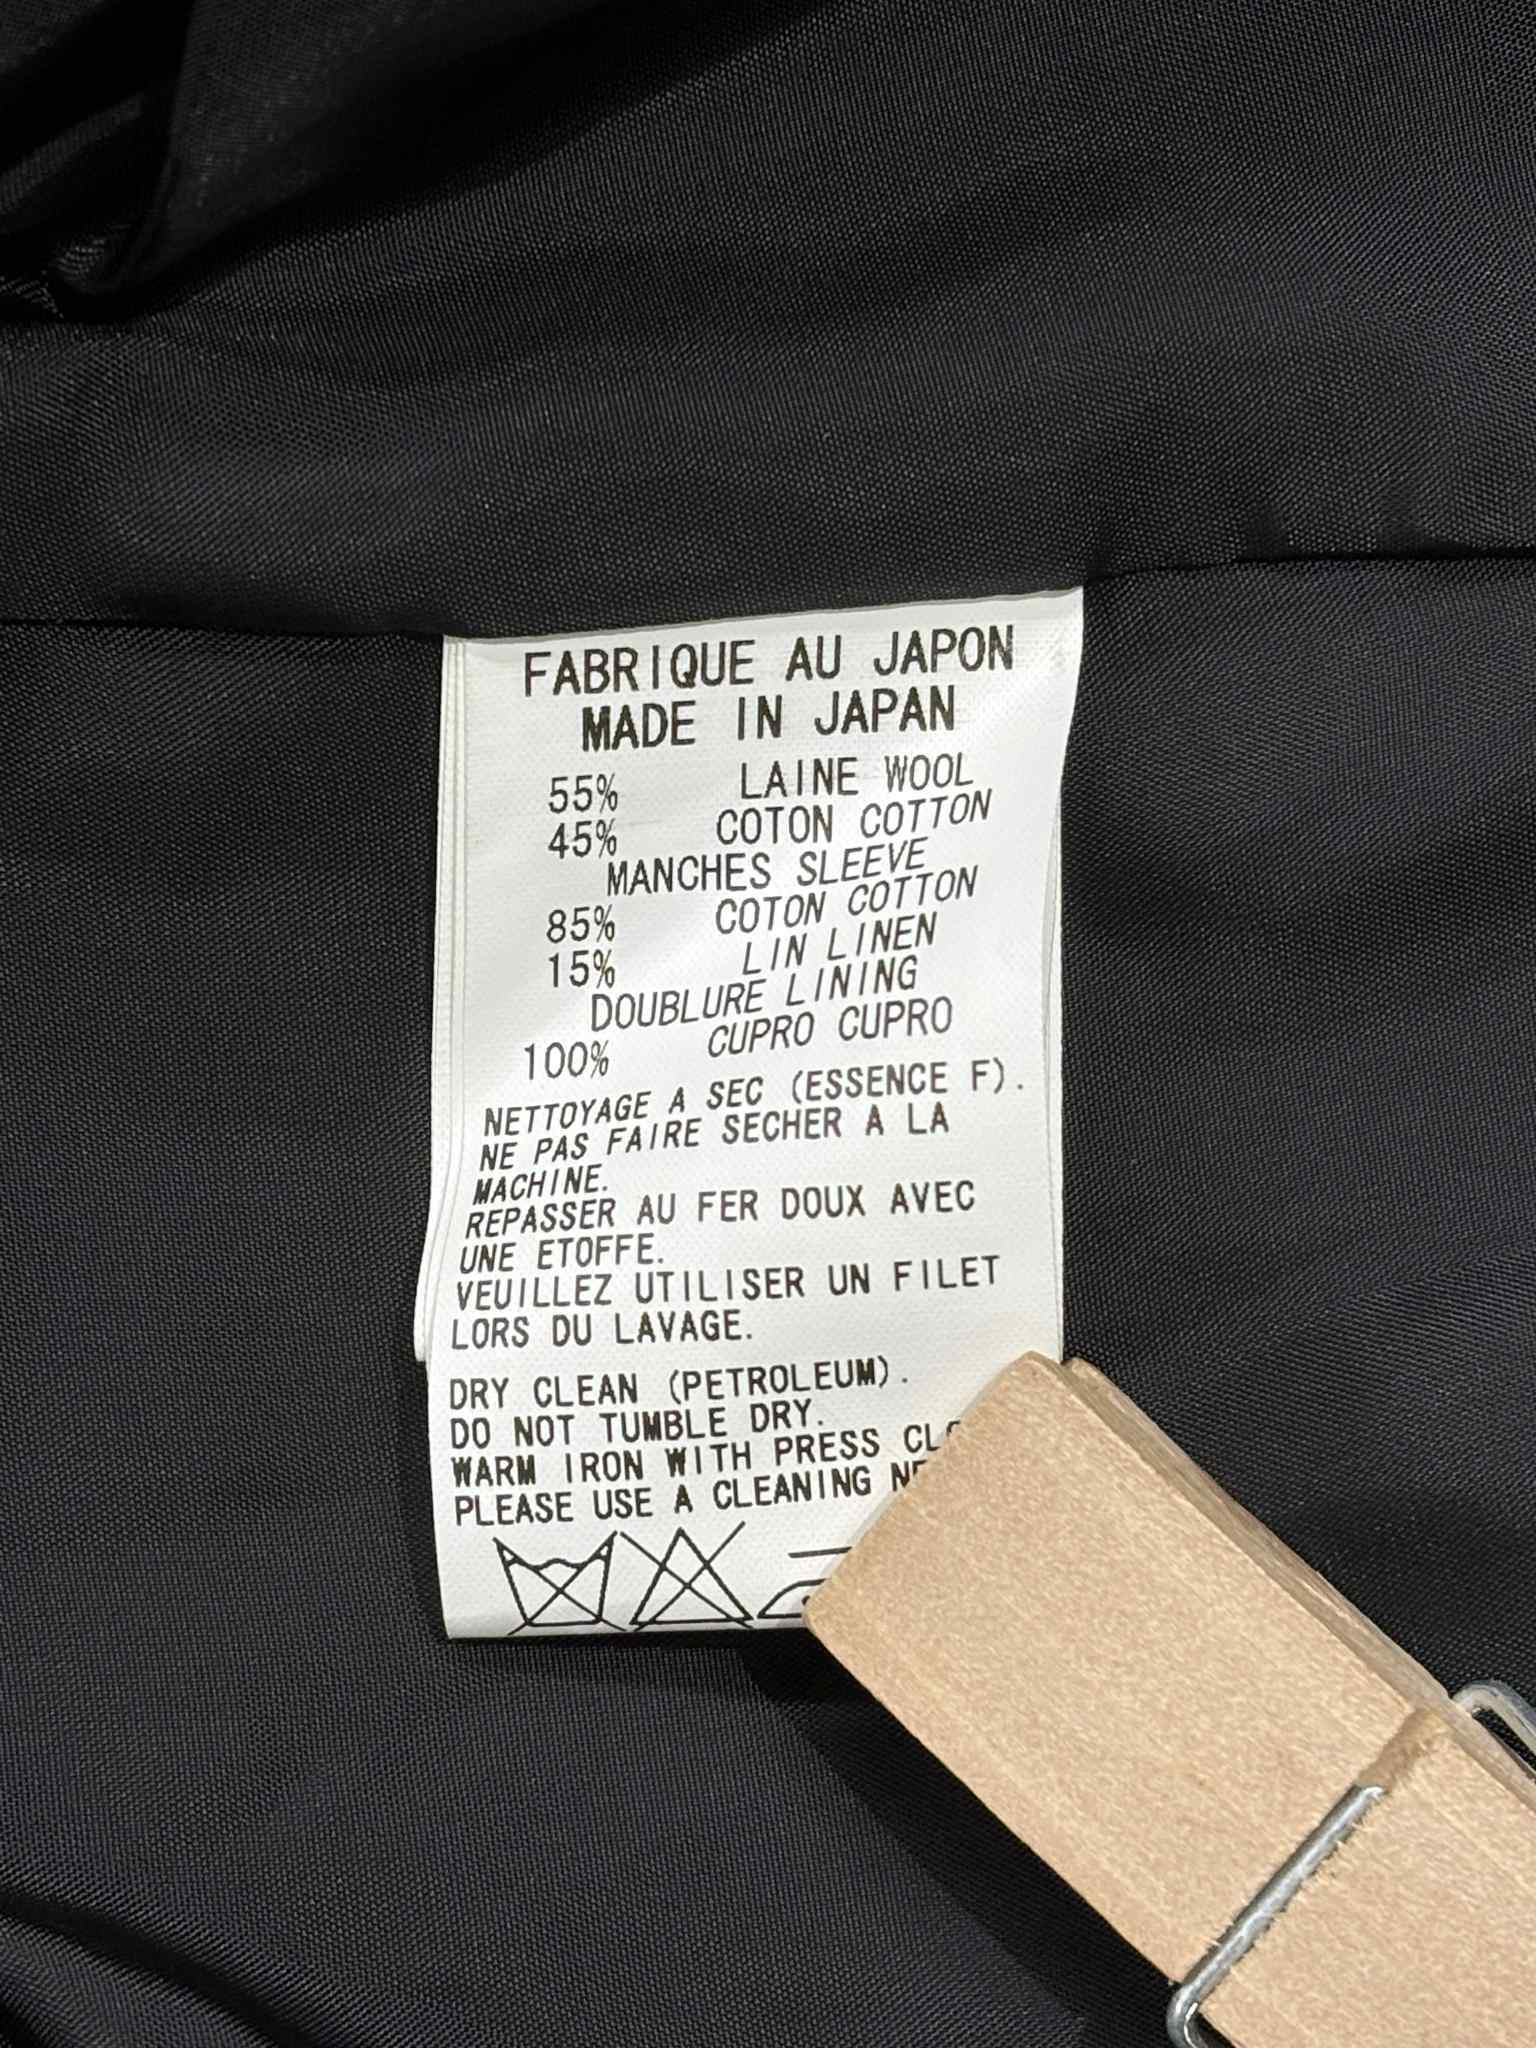 FABRIQUE AU JAPON
MADE IN JAPAN
55% LAINE WOOL
45% COTON COTTON
MANCHES SLEEVE
85% COTON COTTON
15% LIN LINEN
DOUBLURE LINING
100% CUPRO CUPRO
NETTOYAGE A SEC (ESSENCE F).
NE PAS FAIRE SECHER A LA
MACHINE.
REPASSER AU FER DOUX AVEC
UNE ETOFFE.
VEUILLEZ UTILISER UN FILET
LORS DU LAVAGE.
DRY CLEAN (PETROLEUM).
DO NOT TUMBLE DRY.
WARM IRON WITH PRESS
PLEASE USE A CLEANING